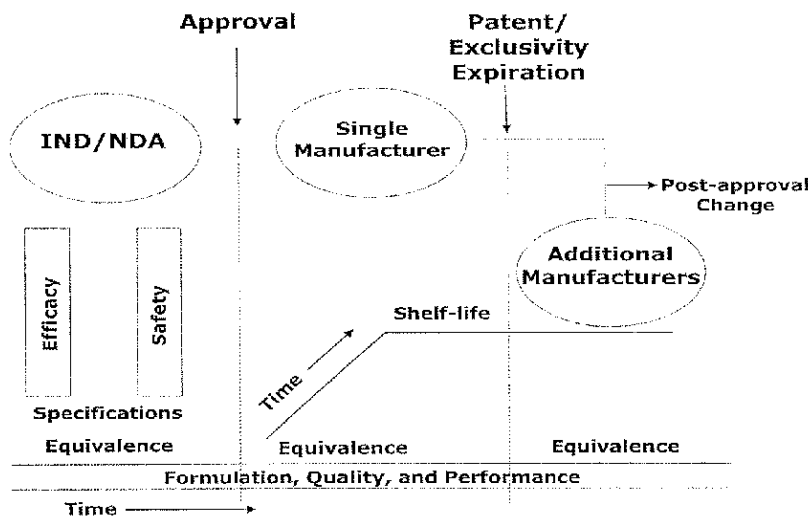 Approval
Patent/
Exclusivity
Expiration
IND/NDA
Single
Manufacturer
Post-approval
Change
Additional
Manufacturers
Efficacy
Safety
Shelf-life
Time
Specifications
Equivalence
Equivalence
Equivalence
Formulation, Quality, and Performance
Time